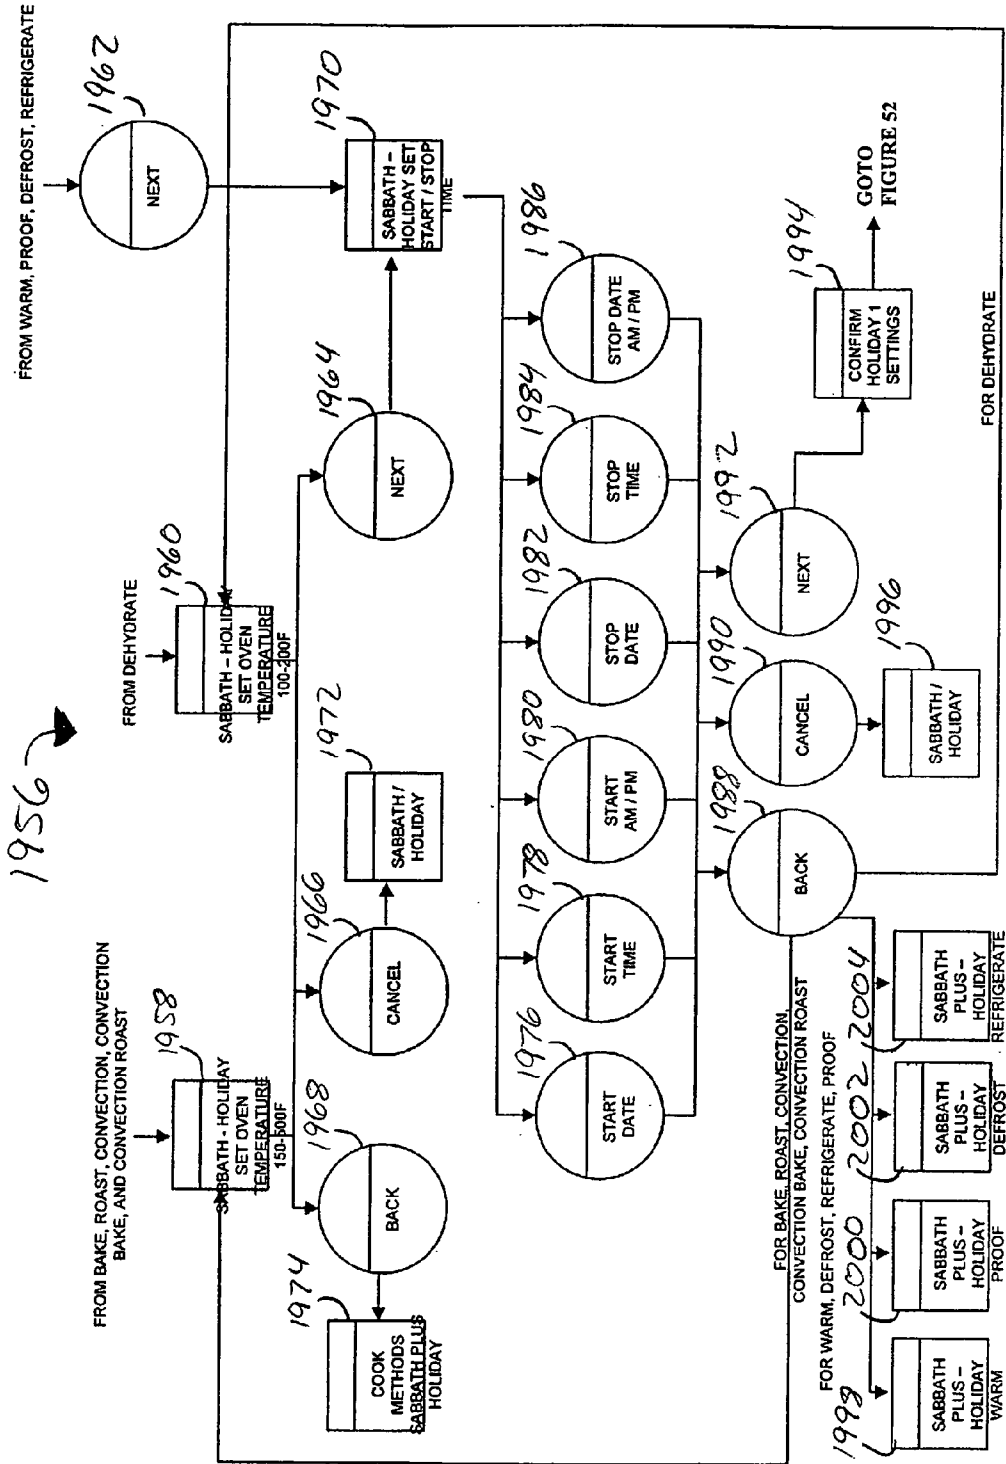 1956
FROM BAKE, ROAST, CONVECTION, CONVECTION
BAKE, AND CONVECTION ROAST
1958
SABBATH - HOLIDAY
SET OVEN
TEMPERATURE
150-500F
FROM DEHYDRATE
1960
SABBATH – HOLIDAY
SET OVEN
TEMPERATURE
100-200F
FROM WARM, PROOF, DEFROST, REFRIGERATE
1962
NEXT
1974
COOK
METHODS
SABBATH PLUS
HOLIDAY
1968
BACK
1966
CANCEL
1972
SABBATH /
HOLIDAY
1964
NEXT
1970
SABBATH –
HOLIDAY SET
START / STOP
TIME
1976
START
DATE
1978
START
TIME
1980
START
AM / PM
1982
STOP
DATE
1984
STOP
TIME
1986
STOP DATE
AM / PM
1988
BACK
1990
CANCEL
1992
NEXT
1994
CONFIRM
HOLIDAY 1
SETTINGS
GOTO
FIGURE 52
1996
SABBATH /
HOLIDAY
FOR BAKE, ROAST, CONVECTION,
CONVECTION BAKE, CONVECTION ROAST
FOR WARM, DEFROST, REFRIGERATE, PROOF
FOR DEHYDRATE
1998
SABBATH
PLUS –
HOLIDAY
WARM
2000
SABBATH
PLUS –
HOLIDAY
PROOF
2002
SABBATH
PLUS –
HOLIDAY
DEFROST
2004
SABBATH
PLUS –
HOLIDAY
REFRIGERATE